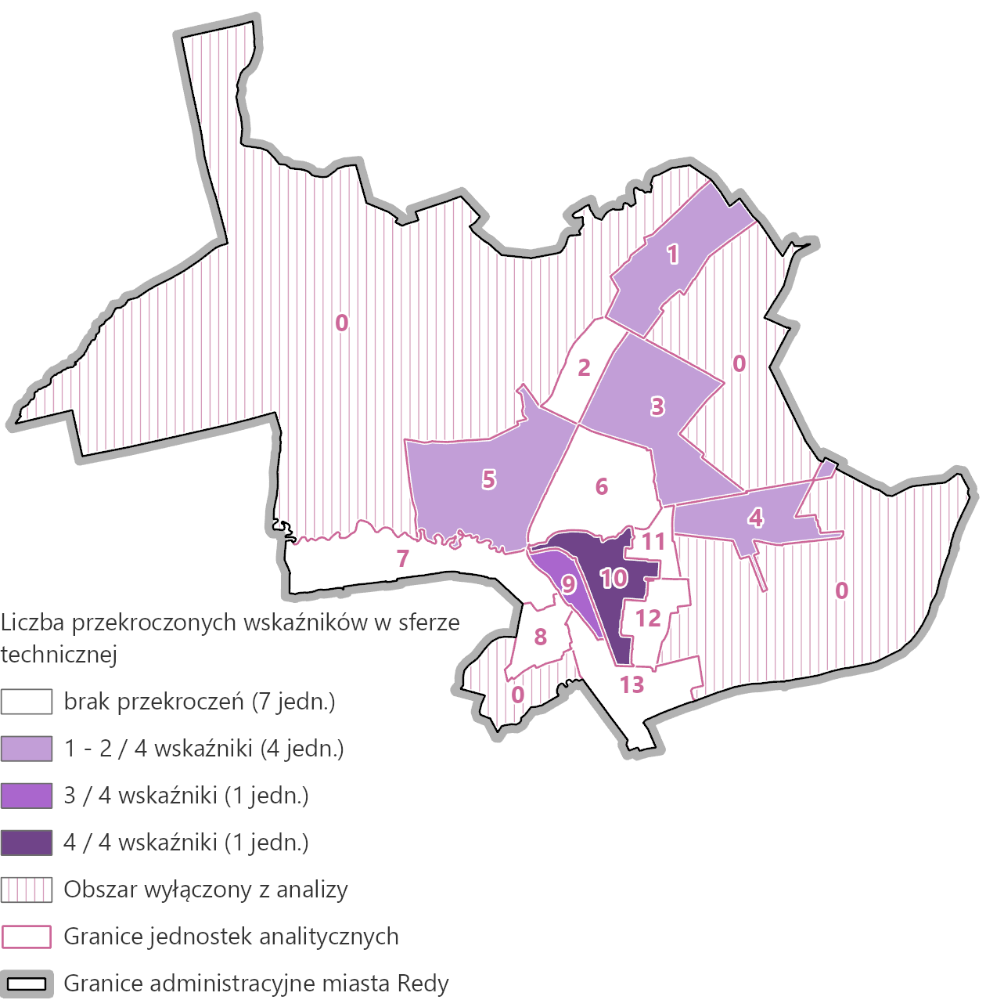 1
0
0
2
3
5
6
4
11
7
10
9
0
12
8
13
0
Liczba przekroczonych wskaźników w sferze
technicznej
brak przekroczeń (7 jedn.)
1 - 2 / 4 wskaźniki (4 jedn.)
3 / 4 wskaźniki (1 jedn.)
4 / 4 wskaźniki (1 jedn.)
Obszar wyłączony z analizy
Granice jednostek analitycznych
Granice administracyjne miasta Redy